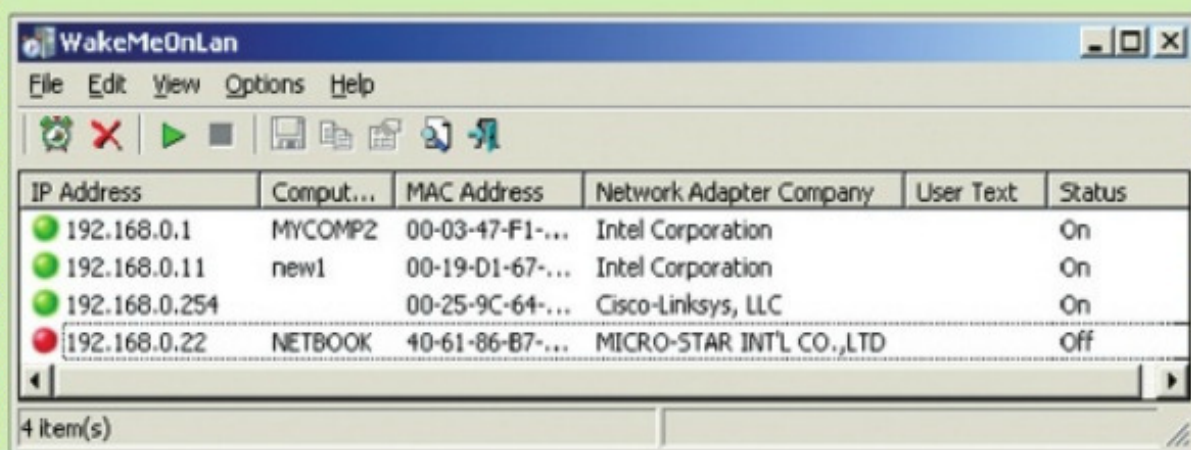 WakeMeOnLan
File Edit View Options Help
IP Address Comput... MAC Address Network Adapter Company User Text Status
192.168.0.1 MYCOMP2 00-03-47-F1-... Intel Corporation On
192.168.0.11 new1 00-19-D1-67-... Intel Corporation On
192.168.0.254 00-25-9C-64-... Cisco-Linksys, LLC On
192.168.0.22 NETBOOK 40-61-86-B7-... MICRO-STAR INT'L CO.,LTD Off
4 item(s)